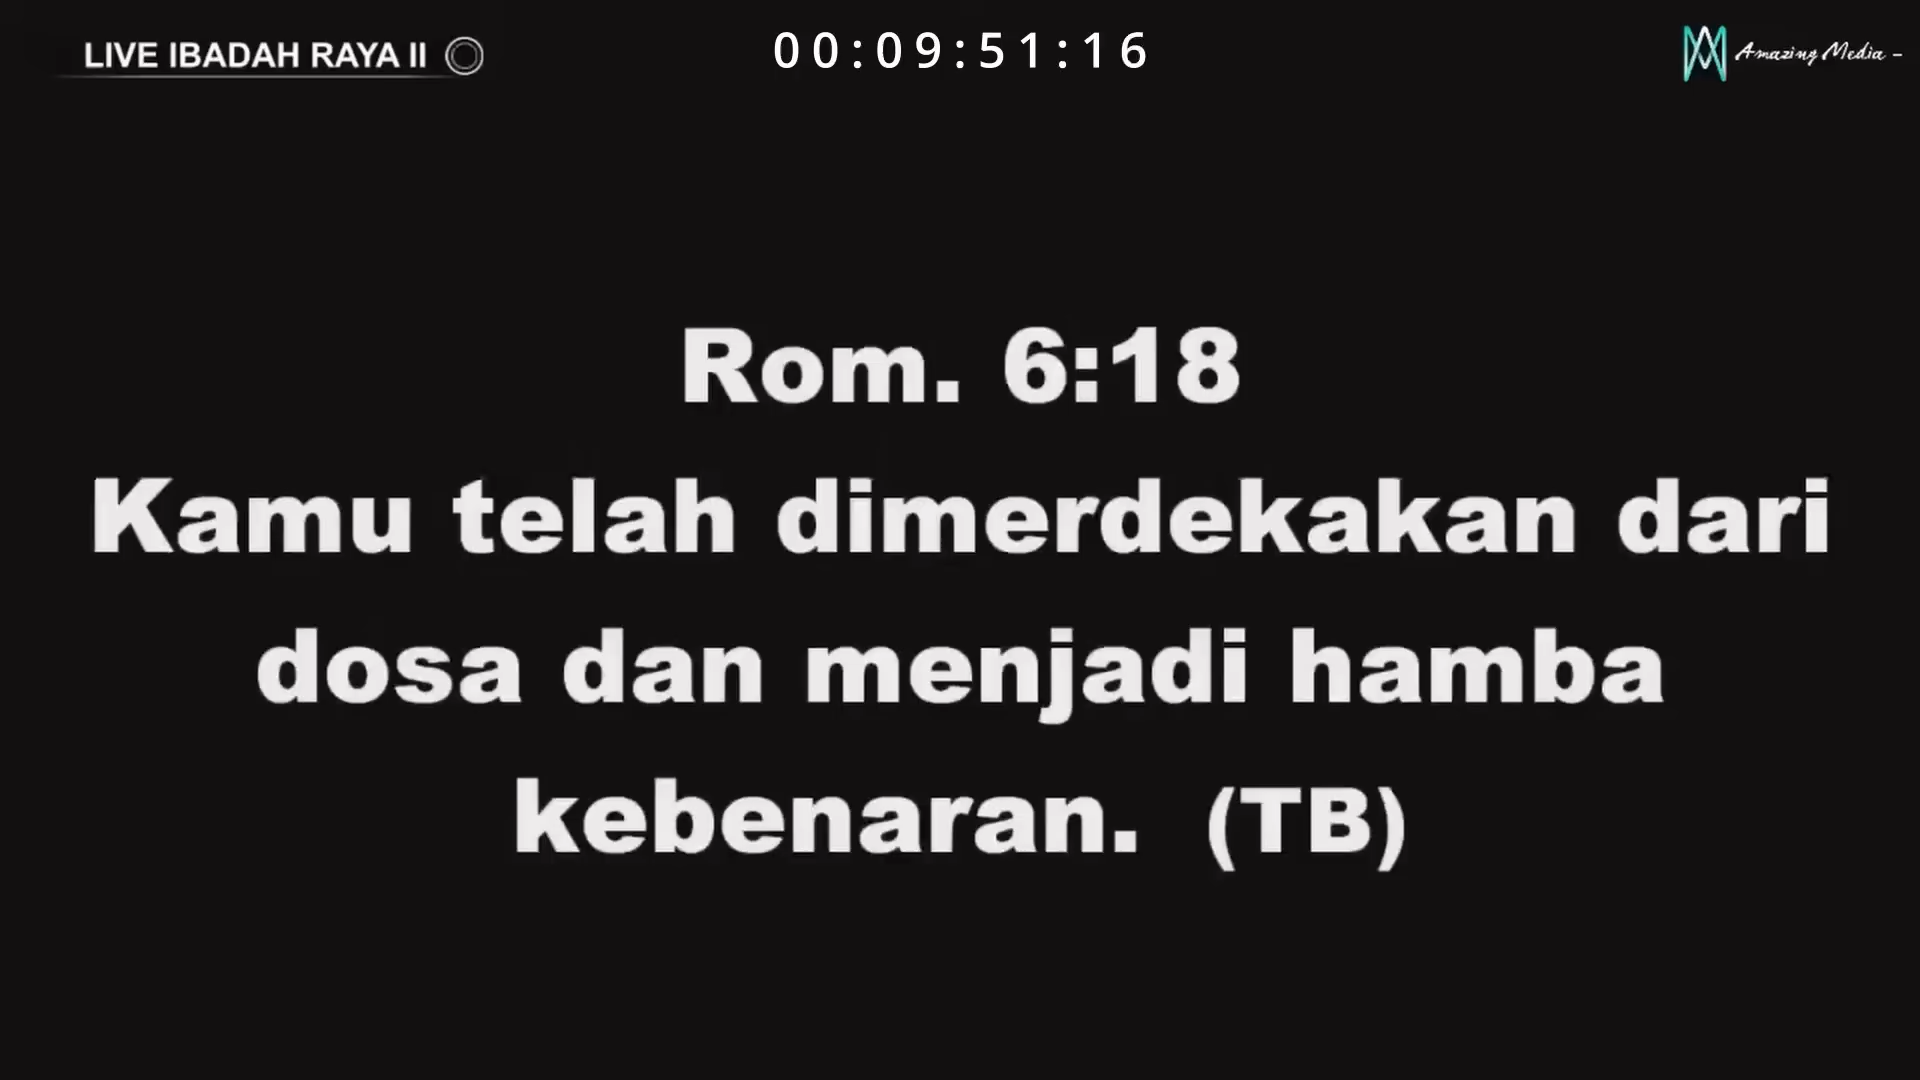 LIVE IBADAH RAYA II
00:09:51:16
Amazing Media -
Rom. 6:18
Kamu telah dimerdekakan dari
dosa dan menjadi hamba
kebenaran. (TB)